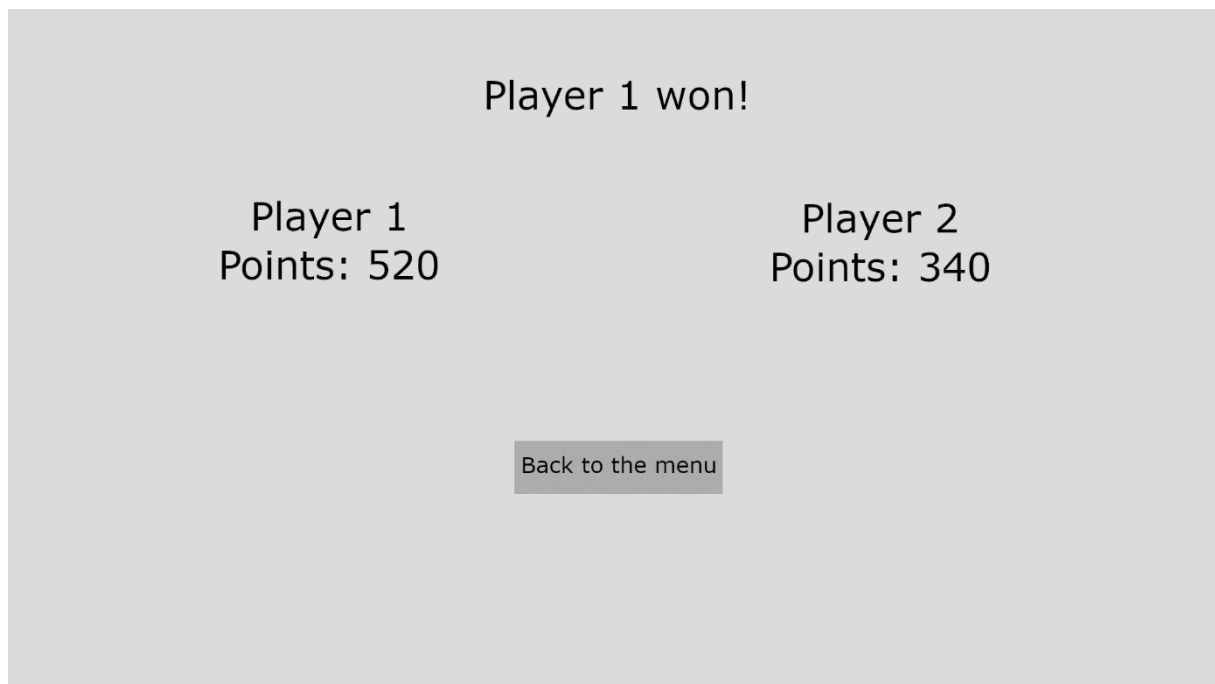 Player 1 won!
Player 1
Points: 520
Player 2
Points: 340
Back to the menu